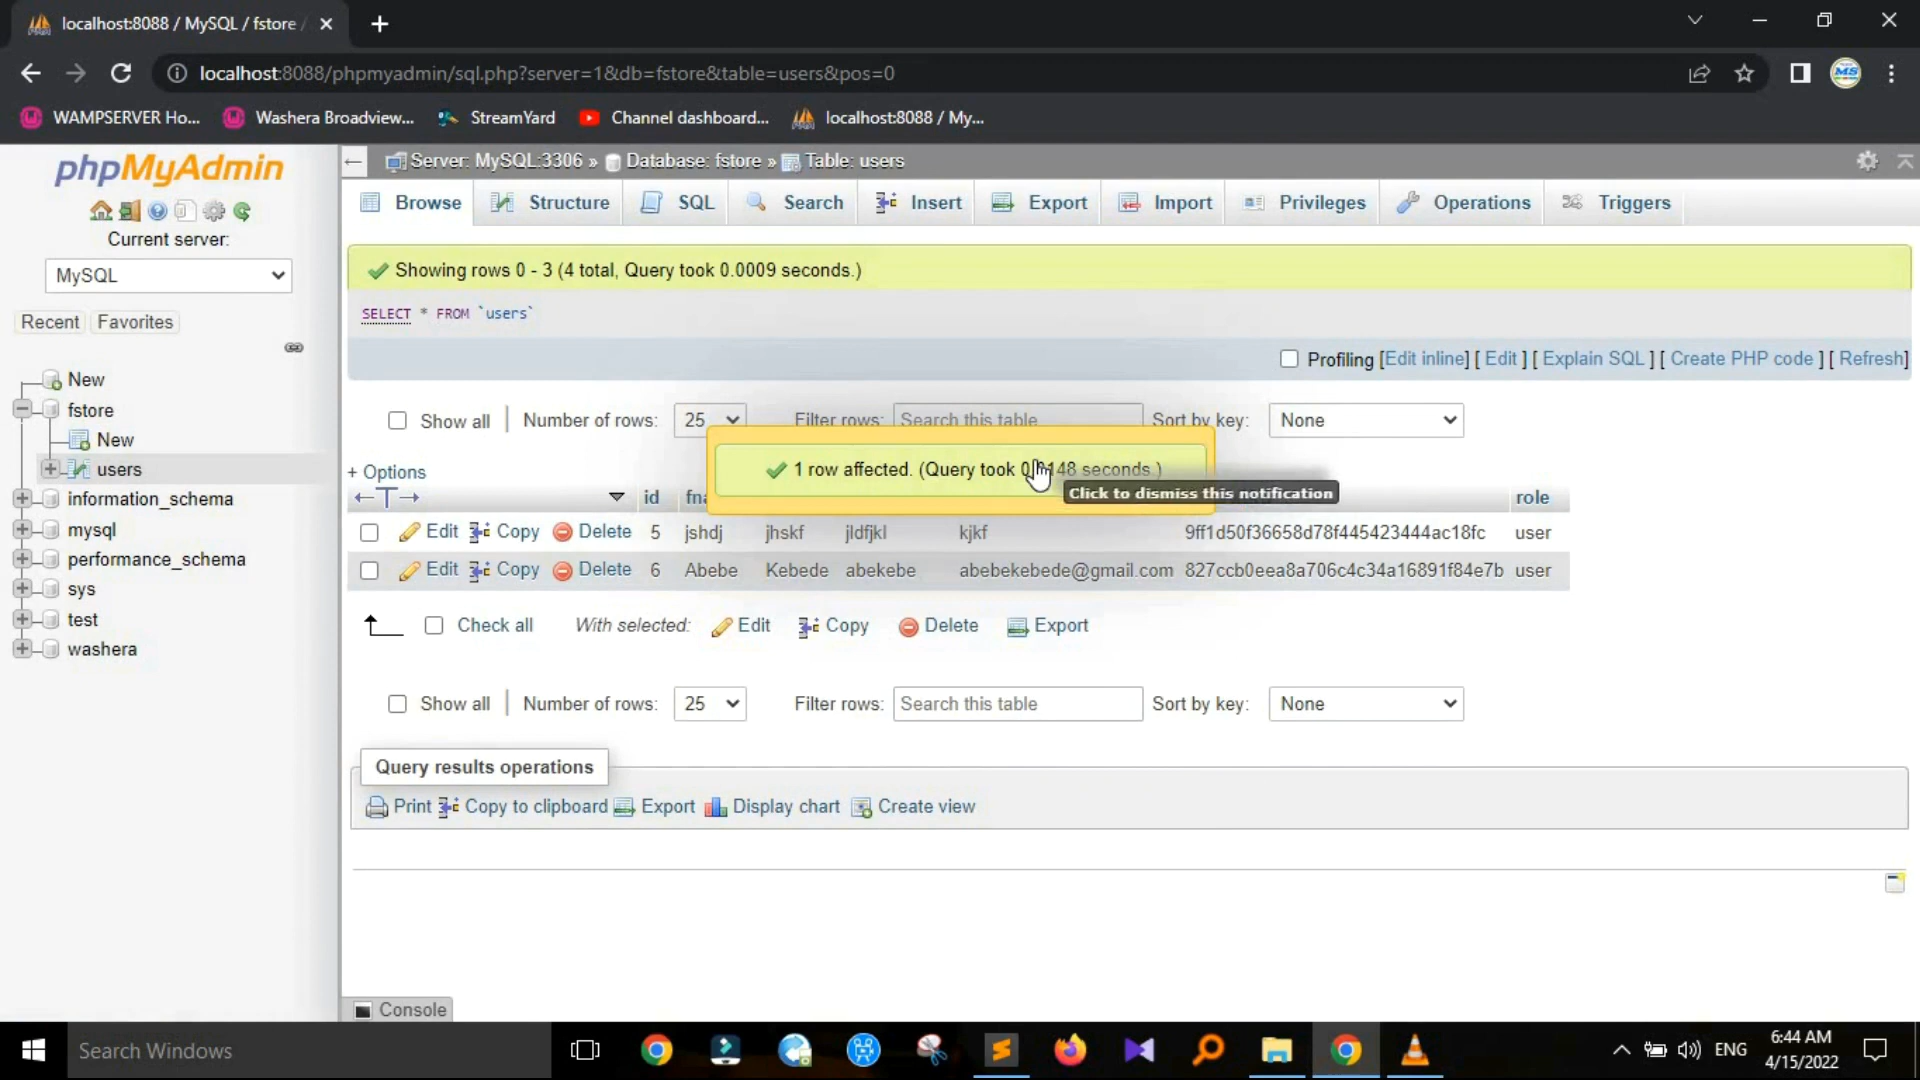 localhost:8088 / MySQL / fstore /
localhost:8088/phpmyadmin/sql.php?server=1&db=fstore&table=users&pos=0
WAMPSERVER Ho... Washera Broadview... StreamYard Channel dashboard... localhost:8088 / My...
phpMyAdmin
Current server:
MySQL
Recent Favorites
New
fstore
New
users
information_schema
mysql
performance_schema
sys
test
washera
Server: MySQL:3306 » Database: fstore » Table: users
Browse Structure SQL Search Insert Export Import Privileges Operations Triggers
Showing rows 0 - 3 (4 total, Query took 0.0009 seconds.)
SELECT * FROM `users`
Profiling [Edit inline] [ Edit ] [ Explain SQL ] [ Create PHP code ] [ Refresh]
Show all Number of rows: 25 Filter rows: Search this table Sort by key: None
1 row affected. (Query took seconds.)
Click to dismiss this notification
+ Options
id role
Edit Copy Delete 5 jshdj jhskf jldfjkl kjkf 9ff1d50f36658d78f445423444ac18fc user
Edit Copy Delete 6 Abebe Kebede abekebe abebekebede@gmail.com 827ccb0eea8a706c4c34a16891f84e7b user
Check all With selected: Edit Copy Delete Export
Show all Number of rows: 25 Filter rows: Search this table Sort by key: None
Query results operations
Print Copy to clipboard Export Display chart Create view
Console
Search Windows
ENG
6:44 AM
4/15/2022